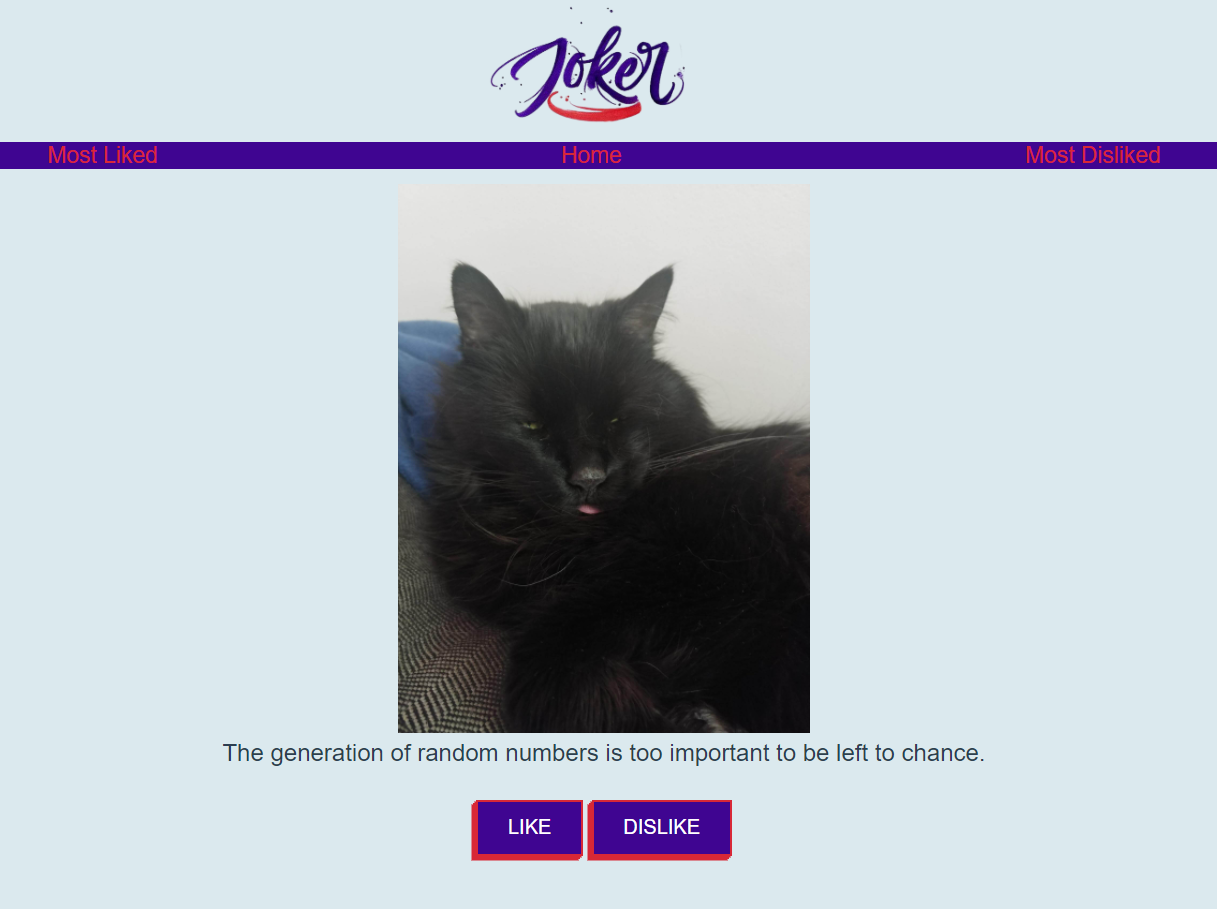 Joker
Most Liked Home Most Disliked
The generation of random numbers is too important to be left to chance.
LIKE DISLIKE